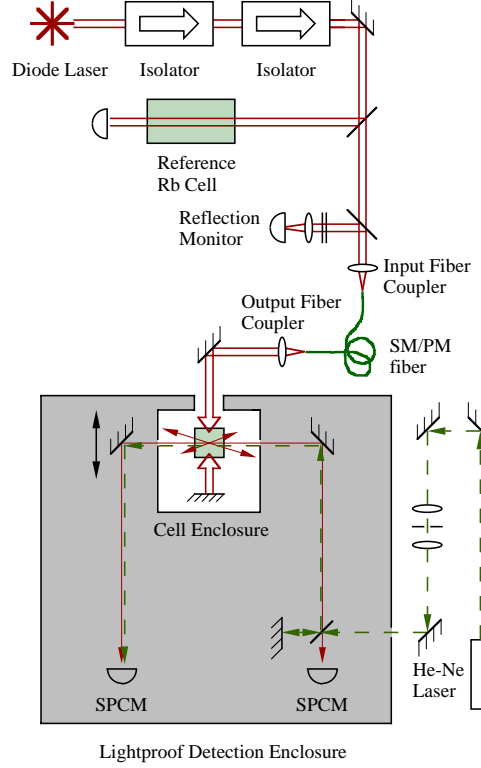 Diode Laser
Isolator
Isolator
Reference
Rb Cell
Reflection
Monitor
Input Fiber
Coupler
Output Fiber
Coupler
SM/PM
fiber
Cell Enclosure
He-Ne
Laser
SPCM
SPCM
Lightproof Detection Enclosure